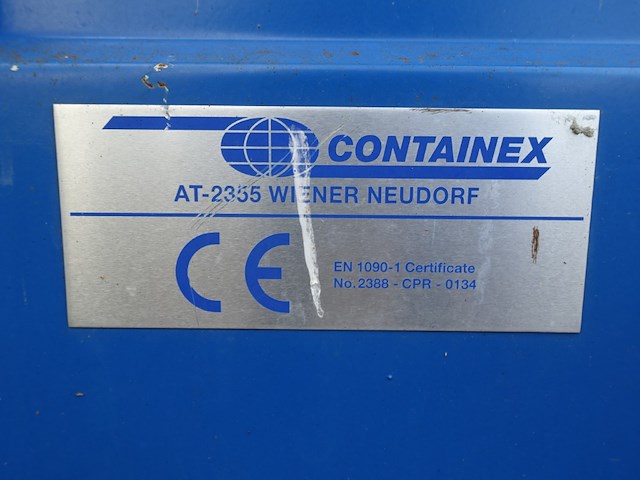 CONTAINEX
AT-2355 WIENER NEUDORF
CE
EN 1090-1 Certificate
No. 2388 - CPR - 0134